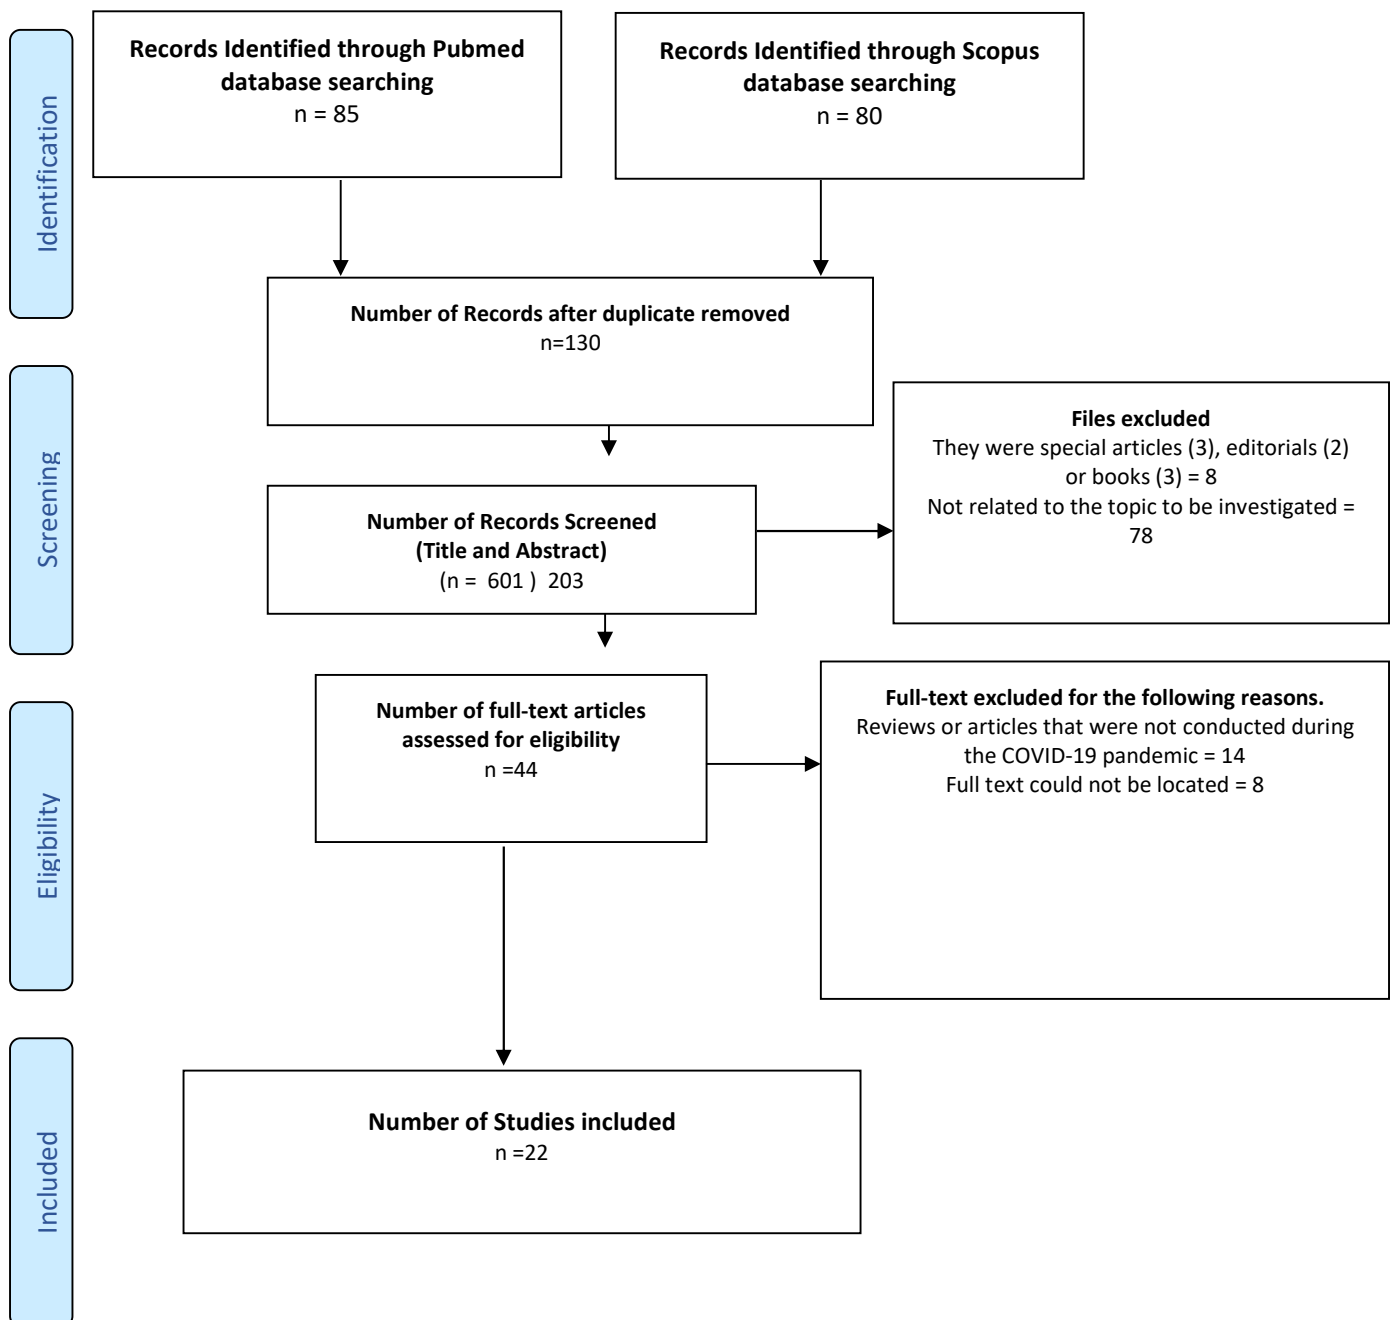 Identification
Records Identified through Pubmed
database searching
n = 85
Records Identified through Scopus
database searching
n = 80
Number of Records after duplicate removed
n=130
Screening
Number of Records Screened
(Title and Abstract)
(n = 601 ) 203
Files excluded
They were special articles (3), editorials (2)
or books (3) = 8
Not related to the topic to be investigated =
78
Eligibility
Number of full-text articles
assessed for eligibility
n =44
Full-text excluded for the following reasons.
Reviews or articles that were not conducted during
the COVID-19 pandemic = 14
Full text could not be located = 8
Included
Number of Studies included
n =22